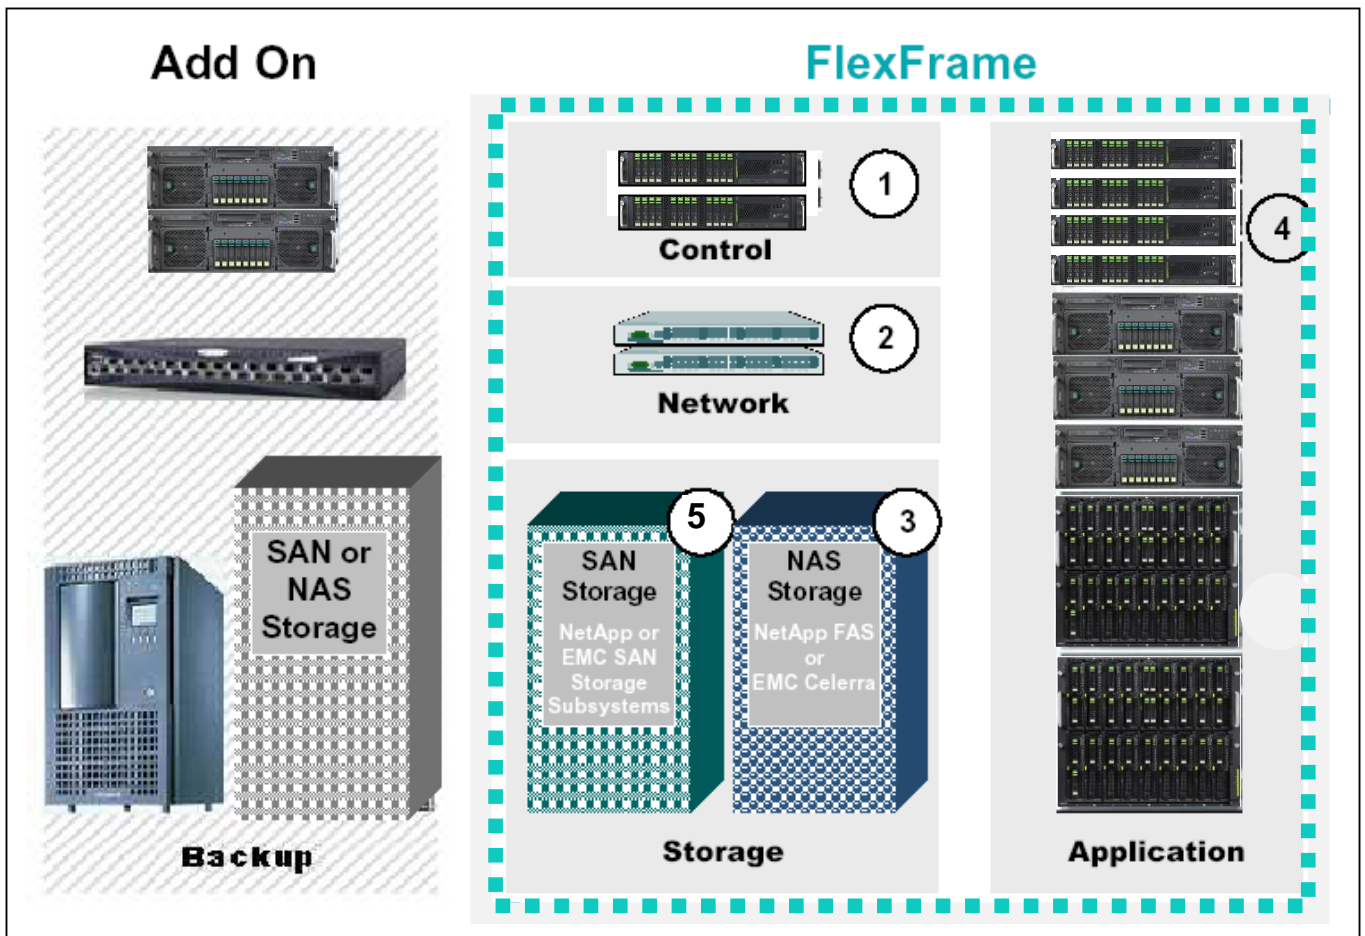 Add On
FlexFrame
1
Control
2
Network
4
5
3
SAN
Storage
NetApp or
EMC SAN
Storage
Subsystems
NAS
Storage
NetApp FAS
or
EMC Celerra
Storage
Application
SAN or
NAS
Storage
Backup